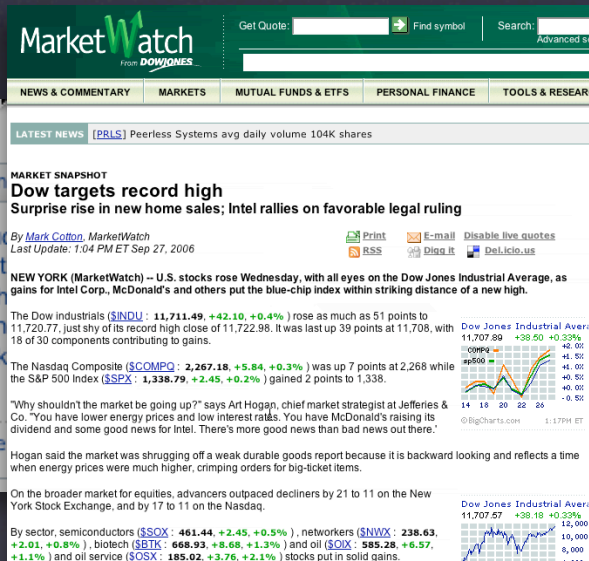 MarketWatch
From DOWJONES
Get Quote:
Find symbol
Search:
Advanced
NEWS & COMMENTARY
MARKETS
MUTUAL FUNDS & ETFS
PERSONAL FINANCE
TOOLS & RESEAR
LATEST NEWS
[PRLS] Peerless Systems avg daily volume 104K shares
MARKET SNAPSHOT
Dow targets record high
Surprise rise in new home sales; Intel rallies on favorable legal ruling
By Mark Cotton, MarketWatch
Last Update: 1:04 PM ET Sep 27, 2006
Print
E-mail
Disable live quotes
RSS
Digg it
Del.icio.us
NEW YORK (MarketWatch) -- U.S. stocks rose Wednesday, with all eyes on the Dow Jones Industrial Average, as
gains for Intel Corp., McDonald's and others put the blue-chip index within striking distance of a new high.
The Dow industrials ($INDU : 11,711.49, +42.10, +0.4% ) rose as much as 51 points to
11,720.77, just shy of its record high close of 11,722.98. It was last up 39 points at 11,708, with
18 of 30 components contributing to gains.
The Nasdaq Composite ($COMPQ : 2,267.18, +5.84, +0.3% ) was up 7 points at 2,268 while
the S&P 500 Index ($SPX : 1,338.79, +2.45, +0.2% ) gained 2 points to 1,338.
"Why shouldn't the market be going up?" says Art Hogan, chief market strategist at Jefferies &
Co. "You have lower energy prices and low interest rates. You have McDonald's raising its
dividend and some good news for Intel. There's more good news than bad news out there.'
Hogan said the market was shrugging off a weak durable goods report because it is backward looking and reflects a
time when energy prices were much higher, crimping orders for big-ticket items.
On the broader market for equities, advancers outpaced decliners by 21 to 11 on the New
York Stock Exchange, and by 17 to 11 on the Nasdaq.
By sector, semiconductors ($SOX : 461.44, +2.45, +0.5% ) , networkers ($NWX : 238.63,
+2.01, +0.8% ) , biotech ($BTK : 668.93, +8.68, +1.3% ) and oil ($OIX : 585.28, +6.57,
+1.1% ) and oil service ($OSX : 185.02, +3.76, +2.1% ) stocks put in solid gains.
Dow Jones Industrial Avera
11,707.89 +38.50 +0.33%
COMPQ
sp500
+2.0%
+1.5%
+1.0%
+0.5%
+0.0%
-0.5%
14 18 20 22 26
©BigCharts.com 1:17PM ET
Dow Jones Industrial Avera
11,707.57 +38.18 +0.33%
12,000
10,000
8,000
6,000